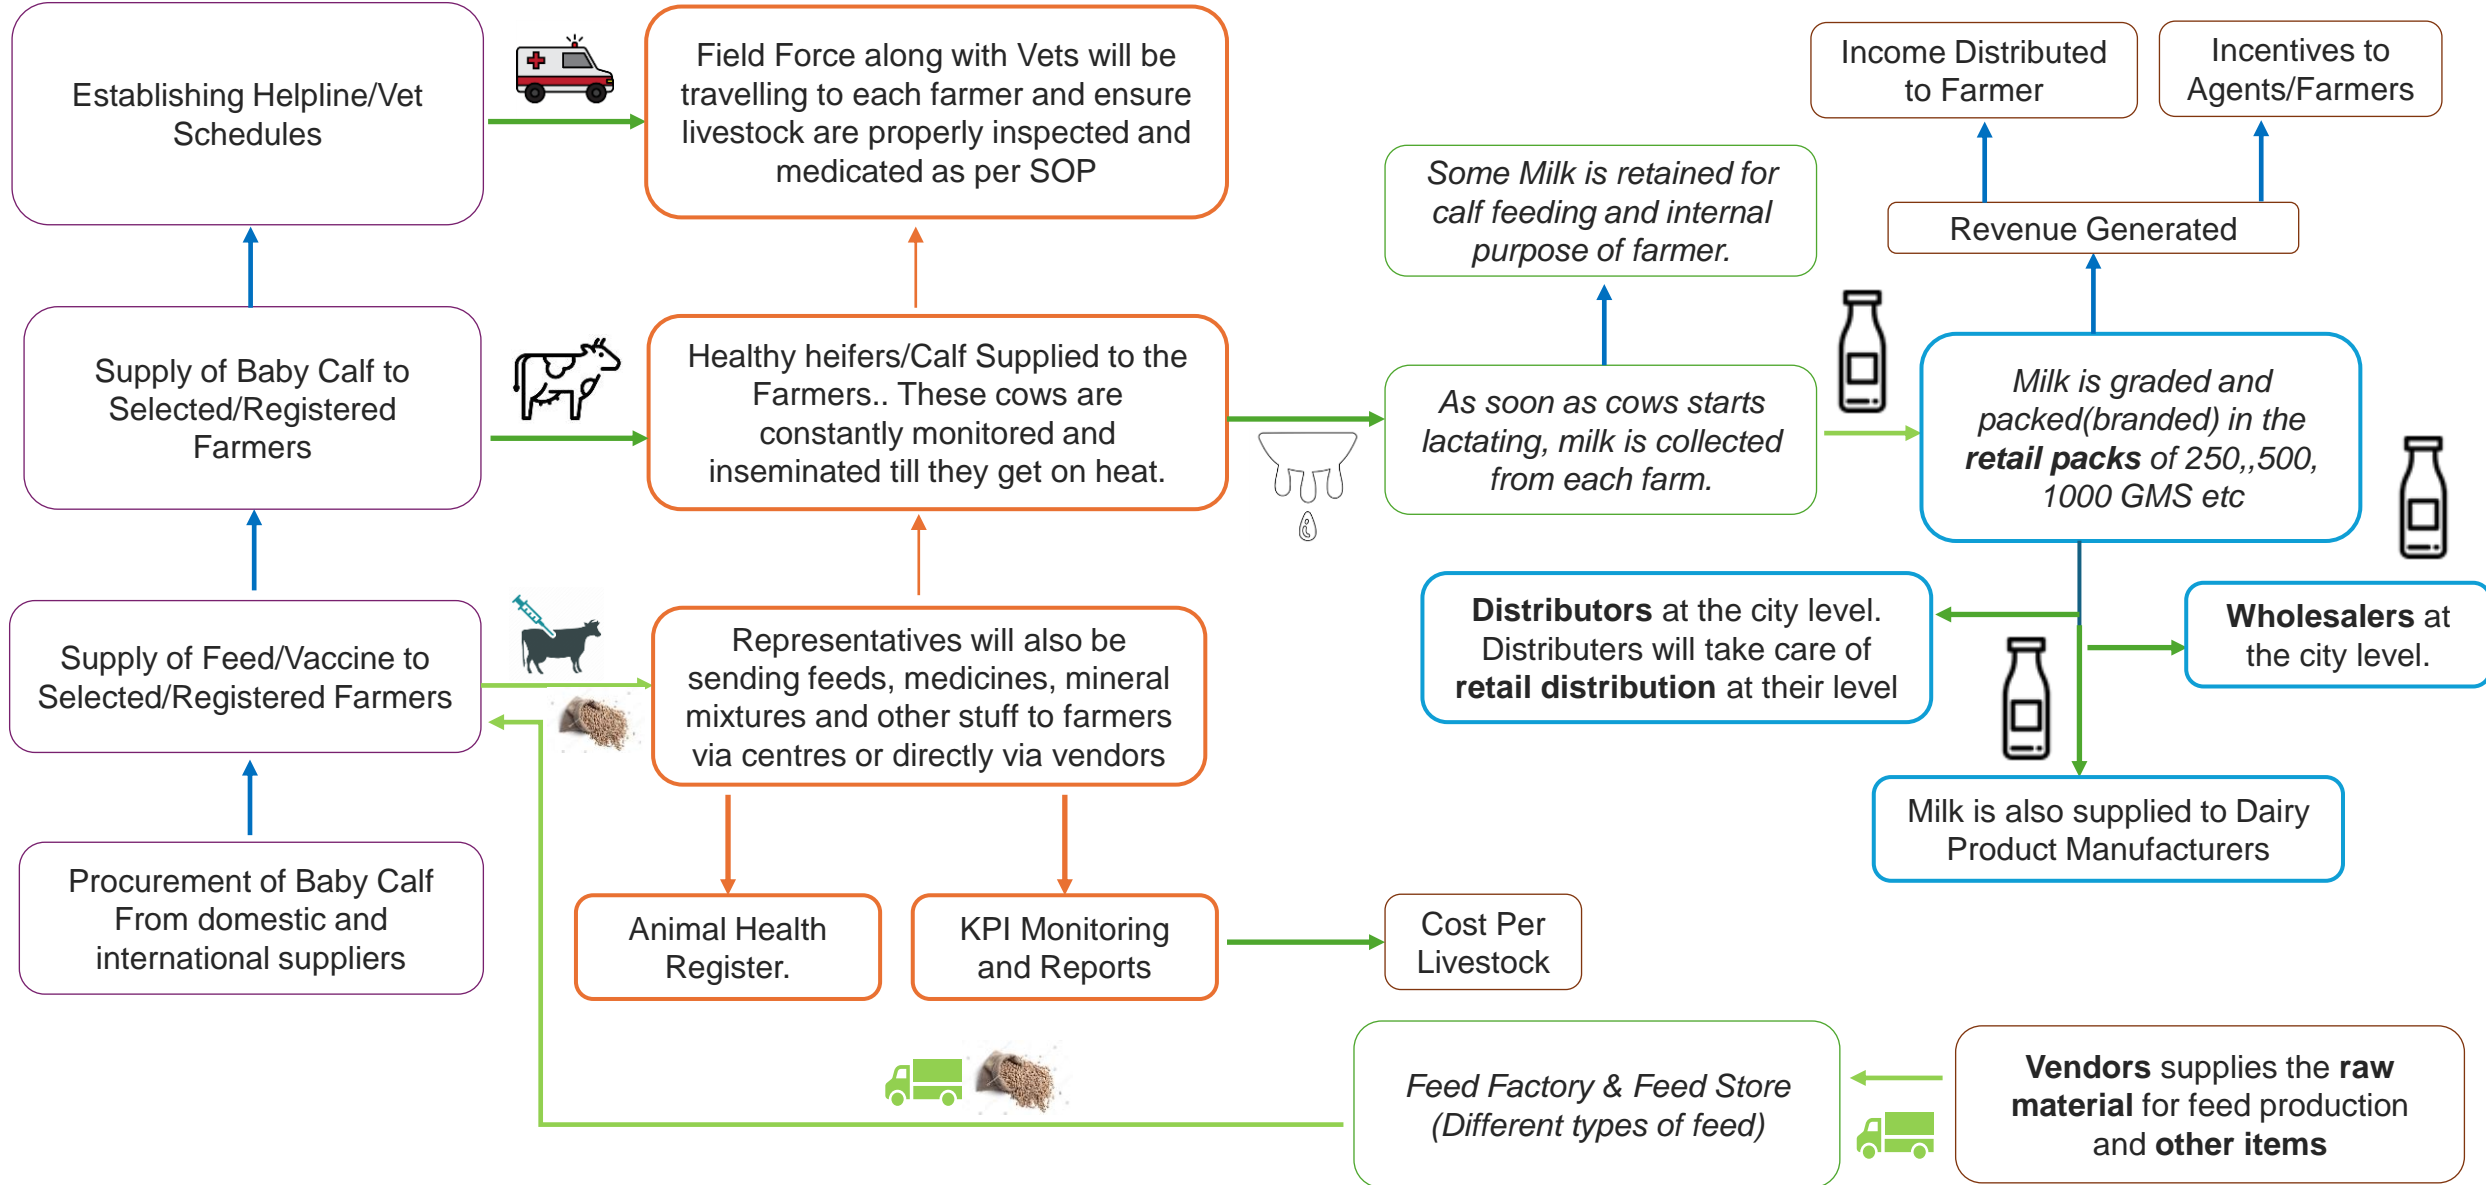 Establishing Helpline/Vet
Schedules
Field Force along with Vets will be
travelling to each farmer and ensure
livestock are properly inspected and
medicated as per SOP
Income Distributed
to Farmer
Incentives to
Agents/Farmers
Some Milk is retained for
calf feeding and internal
purpose of farmer.
Revenue Generated
Supply of Baby Calf to
Selected/Registered
Farmers
Healthy heifers/Calf Supplied to the
Farmers.. These cows are
constantly monitored and
inseminated till they get on heat.
As soon as cows starts
lactating, milk is collected
from each farm.
Milk is graded and
packed(branded) in the
retail packs of 250,,500,
1000 GMS etc
Supply of Feed/Vaccine to
Selected/Registered Farmers
Representatives will also be
sending feeds, medicines, mineral
mixtures and other stuff to farmers
via centres or directly via vendors
Distributors at the city level.
Distributers will take care of
retail distribution at their level
Wholesalers at
the city level.
Milk is also supplied to Dairy
Product Manufacturers
Procurement of Baby Calf
From domestic and
international suppliers
Animal Health
Register.
KPI Monitoring
and Reports
Cost Per
Livestock
Feed Factory & Feed Store
(Different types of feed)
Vendors supplies the raw
material for feed production
and other items